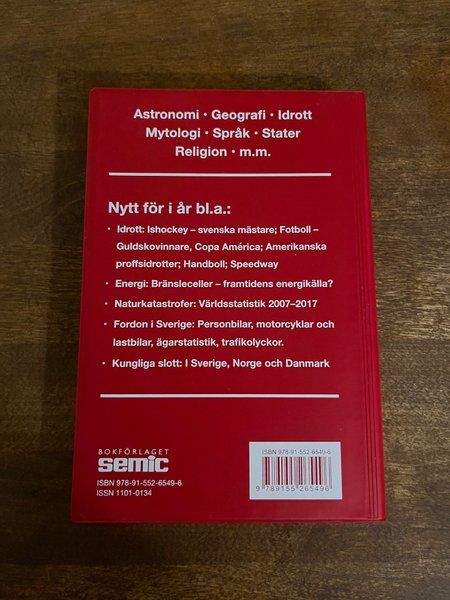 Astronomi • Geografi • Idrott
Mytologi • Språk • Stater
Religion • m.m.
Nytt för i år bl.a.:
• Idrott: Ishockey – svenska mästare; Fotboll –
Guldskovinnare, Copa América; Amerikanska
proffsidrotter; Handboll; Speedway
• Energi: Bränsleceller – framtidens energikälla?
• Naturkatastrofer: Världsstatistik 2007–2017
• Fordon i Sverige: Personbilar, motorcyklar och
lastbilar, ägarstatistik, trafikolyckor.
• Kungliga slott: I Sverige, Norge och Danmark
BOKFÖRLAGET
semic
ISBN 978-91-552-6549-6
ISSN 1101-0134
ISBN 978-91-552-6549-6
9 789155 265496